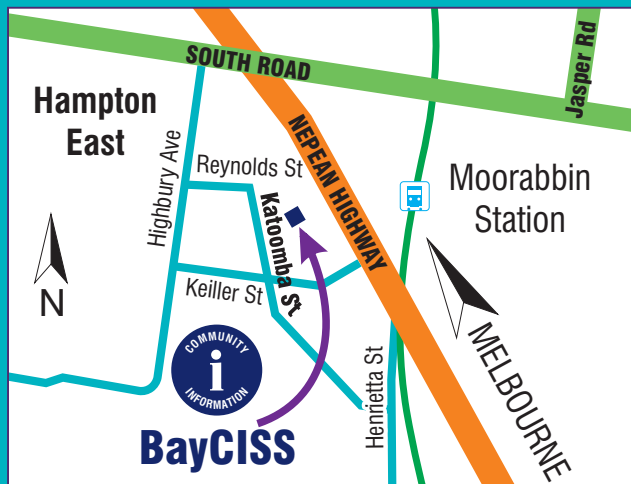 SOUTH ROAD
Jasper Rd
Hampton
East
NEPEAN HIGHWAY
Highbury Ave
Reynolds St
Katoomba St
Moorabbin
Station
N
Keiller St
COMMUNITY
i
INFORMATION
Henrietta St
MELBOURNE
BayCISS